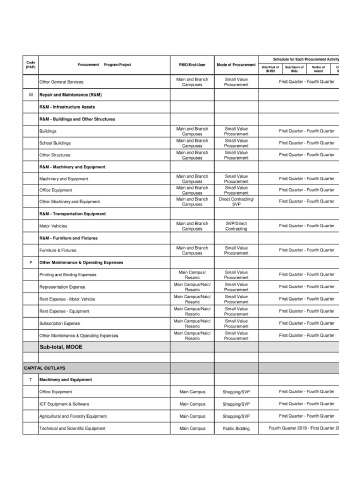 Code (PAP) Procurement Program/Project PMO/End-User Mode of Procurement Schedule for Each Procurement Activity
Ads/Post of IB/REI Sub/Open of Bids Notice of Award
Other General Services Main and Branch Campuses Small Value Procurement First Quarter - Fourth Quarter
Repair and Maintenance (R&M)
R&M - Infrastructure Assets
R&M - Buildings and Other Structures
Buildings Main and Branch Campuses Small Value Procurement First Quarter - Fourth Quarter
School Buildings Main and Branch Campuses Small Value Procurement First Quarter - Fourth Quarter
Other Structures Main and Branch Campuses Small Value Procurement First Quarter - Fourth Quarter
R&M - Machinery and Equipment
Machinery and Equipment Main and Branch Campuses Small Value Procurement First Quarter - Fourth Quarter
Office Equipment Main and Branch Campuses Small Value Procurement First Quarter - Fourth Quarter
Other Machinery and Equipment Main and Branch Campuses Direct Contracting/ SVP First Quarter - Fourth Quarter
R&M - Transportation Equipment
Motor Vehicles Main and Branch Campuses SVP/Direct Contracting First Quarter - Fourth Quarter
R&M - Furniture and Fixtures
Furniture & Fixtures Main and Branch Campuses Small Value Procurement First Quarter - Fourth Quarter
P Other Maintenance & Operating Expenses
Printing and Binding Expenses Main Campus/ Rosario Small Value Procurement First Quarter - Fourth Quarter
Representation Expense Main Campus/Naic/ Rosario Small Value Procurement First Quarter - Fourth Quarter
Rent Expense - Motor Vehicle Main Campus/Naic/ Rosario Small Value Procurement First Quarter - Fourth Quarter
Rent Expense - Equipment Main Campus/Naic/ Rosario Small Value Procurement First Quarter - Fourth Quarter
Subscription Expense Main Campus/Naic/ Rosario Small Value Procurement First Quarter - Fourth Quarter
Other Maintenance & Operating Expenses Main Campus/Naic/ Rosario Small Value Procurement First Quarter - Fourth Quarter
Sub-total, MOOE
CAPITAL OUTLAYS
T Machinery and Equipment
Office Equipment Main Campus Shopping/SVP First Quarter - Fourth Quarter
ICT Equipment & Software Main Campus Shopping/SVP First Quarter - Fourth Quarter
Agricultural and Forestry Equipment Main Campus Shopping/SVP First Quarter - Fourth Quarter
Technical and Scientific Equipment Main Campus Public Bidding Fourth Quarter 2019 - First Quarter